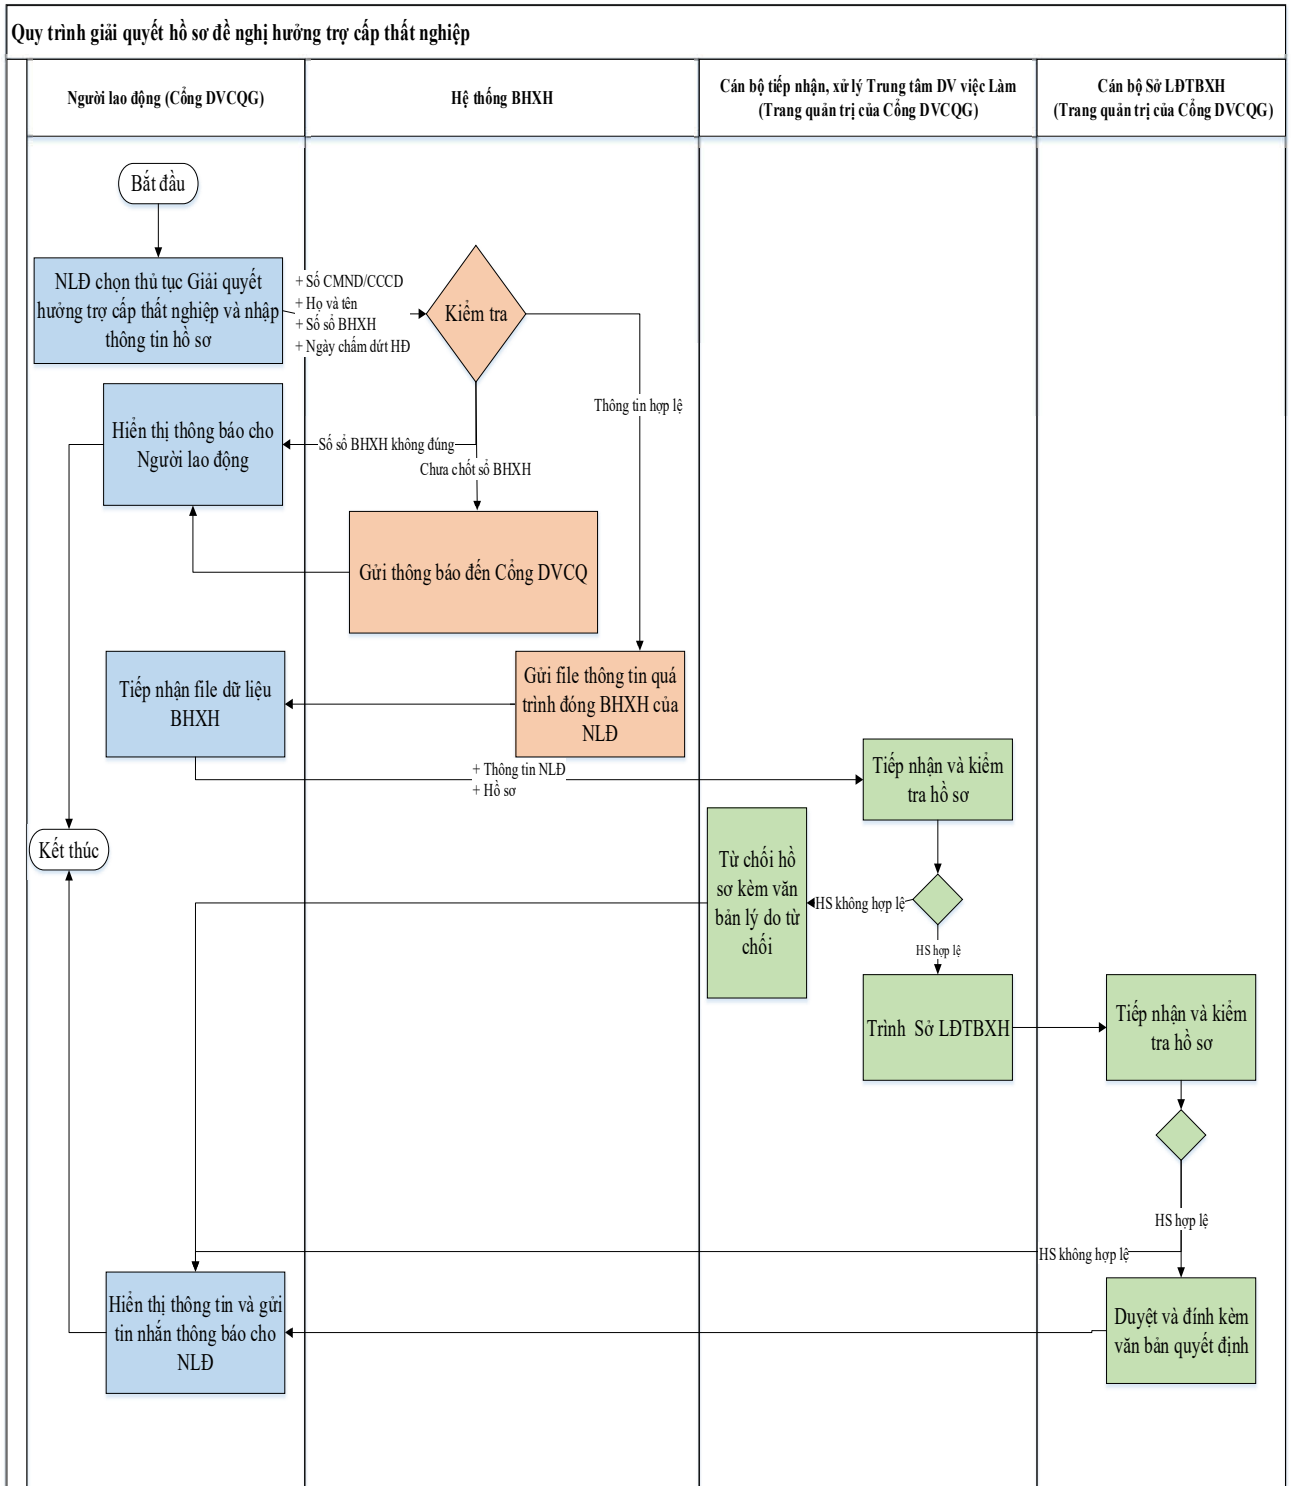 Quy trình giải quyết hồ sơ đề nghị hưởng trợ cấp thất nghiệp
Người lao động (Cổng DVCQG)
Hệ thống BHXH
Cán bộ tiếp nhận, xử lý Trung tâm DV việc Làm
(Trang quản trị của Cổng DVCQG)
Cán bộ Sở LĐTBXH
(Trang quản trị của Cổng DVCQG)
Bắt đầu
NLĐ chọn thủ tục Giải quyết
hưởng trợ cấp thất nghiệp và nhập
thông tin hồ sơ
+ Số CMND/CCCD
+ Họ và tên
+ Số sổ BHXH
+ Ngày chấm dứt HĐ
Kiểm tra
Thông tin hợp lệ
Hiển thị thông báo cho
Người lao động
Số sổ BHXH không đúng
Chưa chốt sổ BHXH
Gửi thông báo đến Cổng DVCQ
Tiếp nhận file dữ liệu
BHXH
Gửi file thông tin quá
trình đóng BHXH của
NLĐ
+ Thông tin NLĐ
+ Hồ sơ
Tiếp nhận và kiểm
tra hồ sơ
Kết thúc
Từ chối hồ
sơ kèm văn
bản lý do từ
chối
HS không hợp lệ
HS hợp lệ
Trình Sở LĐTBXH
Tiếp nhận và kiểm
tra hồ sơ
HS hợp lệ
HS không hợp lệ
Hiển thị thông tin và gửi
tin nhắn thông báo cho
NLĐ
Duyệt và đính kèm
văn bản quyết định